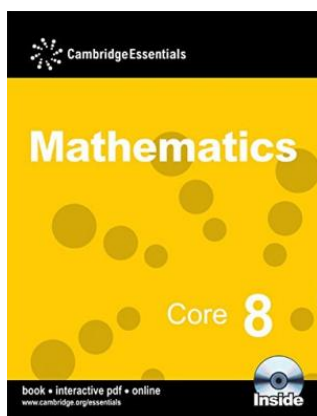 CambridgeEssentials
Mathematics
Core 8
book • interactive pdf • online
www.cambridge.org/essentials
Inside